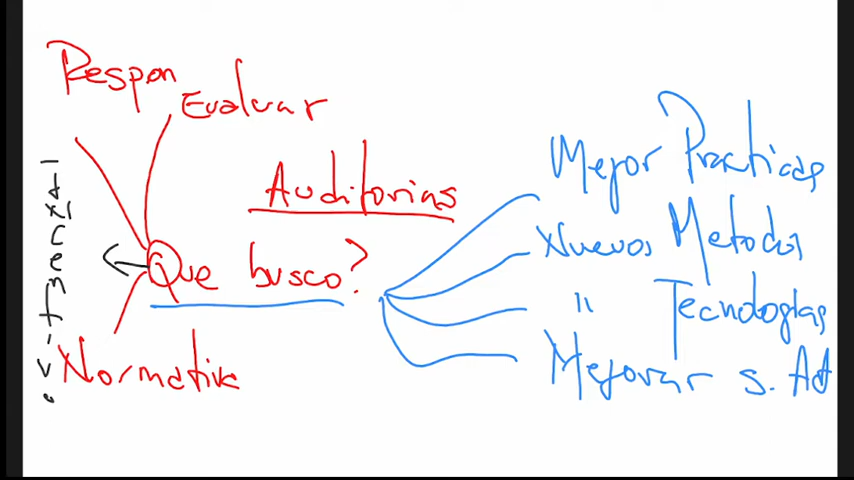 Respon
Evaluar
Auditorias
Que busco?
Normativa
Mejor Practicas
Nuevos Metodos
" Tecnologias
Mejorar s. Ad